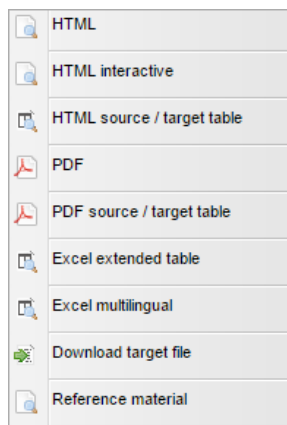 HTML
HTML interactive
HTML source / target table
PDF
PDF source / target table
Excel extended table
Excel multilingual
Download target file
Reference material